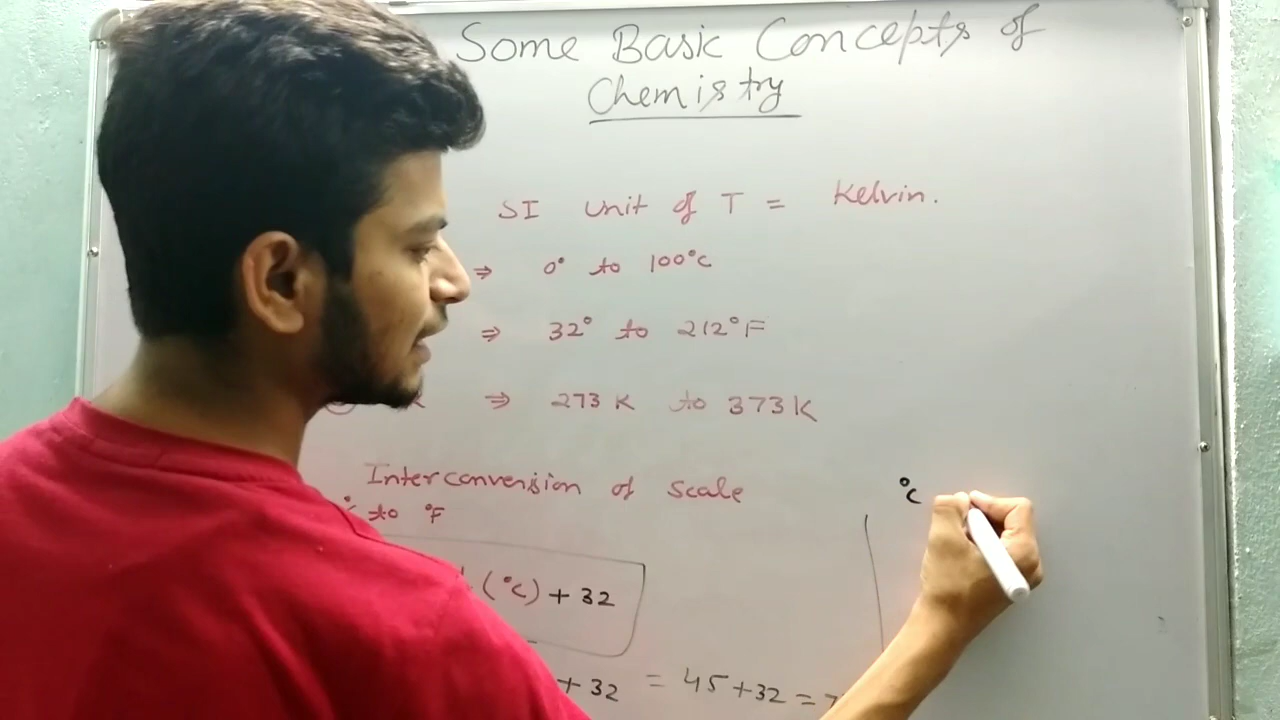 Some Basic Concepts of
Chemistry
SI unit of T = Kelvin.
⇒ 0° to 100°C
⇒ 32° to 212°F
K ⇒ 273 K to 373 K
Interconversion of Scale
°C to °F
(°C) + 32
+ 32 = 45 + 32 = 7
°C